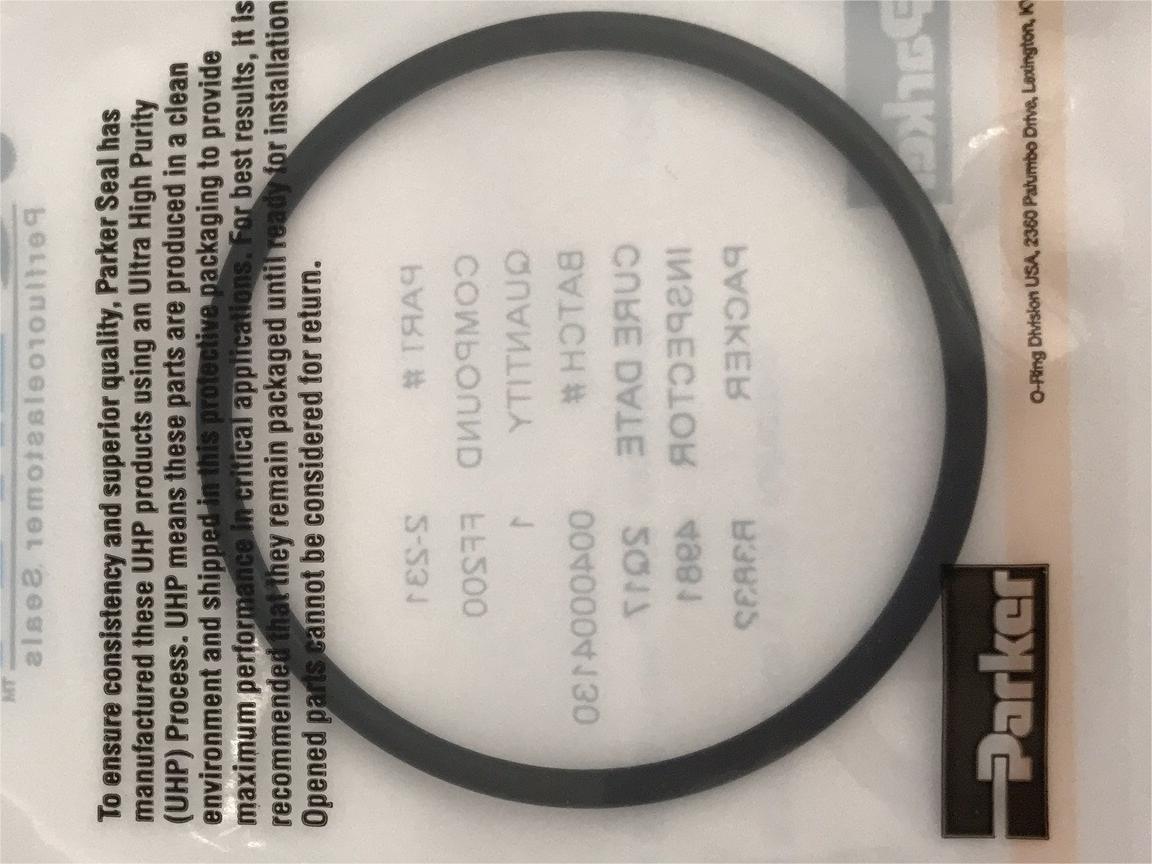 To ensure consistency and superior quality, Parker Seal has
manufactured these UHP products using an Ultra High Purity
(UHP) Process. UHP means these parts are produced in a clean
environment and shipped in this protective packaging to provide
maximum performance in critical applications. For best results, it is
recommended that they remain packaged until ready for installation
Opened parts cannot be considered for return.
Perfluoroelastomer Seals
TM
PART # 2-231
COMPOUND FF200
QUANTITY 1
BATCH # 0040004130
CURE DATE 2Q17
INSPECTOR 4981
PACKER
Parker
O-Ring Division USA, 2360 Palumbo Drive, Lexington, KY
Parker